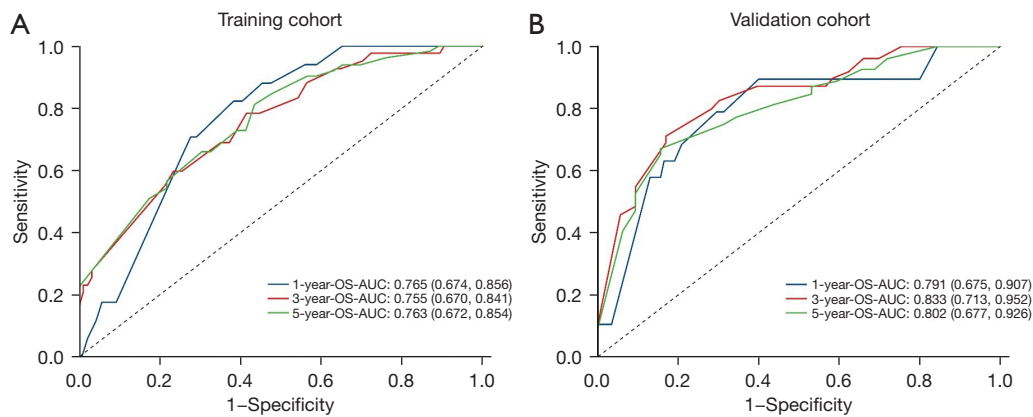 A
Training cohort
1.0
0.8
0.6
0.4
0.2
0.0
Sensitivity
1-year-OS-AUC: 0.765 (0.674, 0.856)
3-year-OS-AUC: 0.755 (0.670, 0.841)
5-year-OS-AUC: 0.763 (0.672, 0.854)
0.0 0.2 0.4 0.6 0.8 1.0
1−Specificity
B
Validation cohort
1.0
0.8
0.6
0.4
0.2
0.0
Sensitivity
1-year-OS-AUC: 0.791 (0.675, 0.907)
3-year-OS-AUC: 0.833 (0.713, 0.952)
5-year-OS-AUC: 0.802 (0.677, 0.926)
0.0 0.2 0.4 0.6 0.8 1.0
1−Specificity